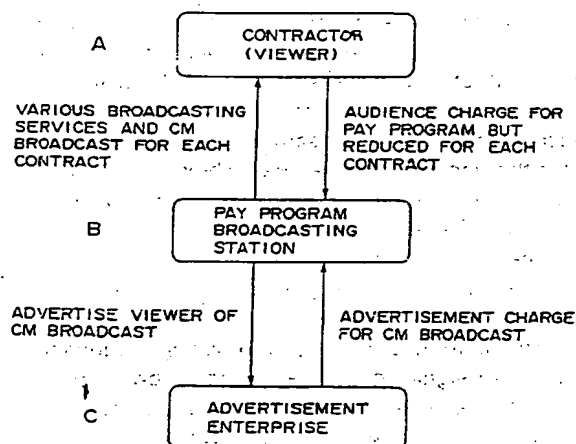 A
CONTRACTOR
(VIEWER)
VARIOUS BROADCASTING
SERVICES AND CM
BROADCAST FOR EACH
CONTRACT
AUDIENCE CHARGE FOR
PAY PROGRAM BUT
REDUCED FOR EACH
CONTRACT
B
PAY PROGRAM
BROADCASTING
STATION
ADVERTISE VIEWER OF
CM BROADCAST
ADVERTISEMENT CHARGE
FOR CM BROADCAST
C
ADVERTISEMENT
ENTERPRISE